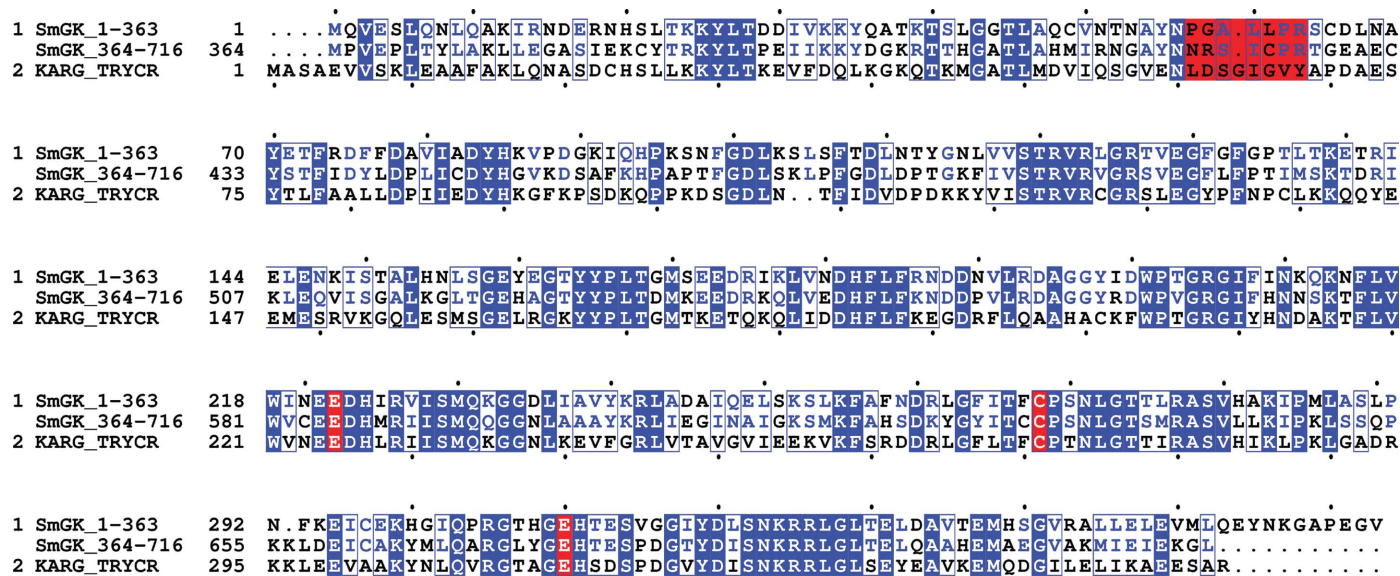 1 SmGK_1-363 1 ....MQVESLQNLQAKIRNDERNHSLTKKYLTDDIVKKYQATKTSLGGTLAQCVNTNAYNPGA.LLPRSCDLNA
SmGK_364-716 364 ....MPVEPLTYLAKLLEGASIEKCYTRKYLTPEIIKKYDGKRTTHGATLAHMIRNGAYNNRS.ICPRTGEAEC
2 KARG_TRYCR 1 MASAEVVSKLEAAFAKLQNASDCHSLLKKYLTKEVFDQLKGKQTKMGATLMDVIQSGVENLDSGIGVYAPDAES
1 SmGK_1-363 70 YETFRDFFDAVIADYHKVPDGKIQHPKSNFGDLKSLSFTDLNTYGNLVVSTRVRLGRTVEGFGFGPTLTKETRI
SmGK_364-716 433 YSTFIDYLDPLICDYHGVKDSAFKHPAPTFGDLSKLPFGDLDPTGKFIVSTRVRVGRSVEGFLFPTIMSKTDRI
2 KARG_TRYCR 75 YTLFAALLDPIIEDYHKGFKPSDKQPPKDSGDLN..TFIDVDPDKKYVISTRVRCGRSLEGYPFNPCLKKQQYE
1 SmGK_1-363 144 ELENKISTALHNLSGEYEGTYYPLTGMSEEDRIKLVNDHFLFRNDDNVLRDAGGYIDWPTGRGIFINKQKNFLV
SmGK_364-716 507 KLEQVISGALKGLTGEHAGTYYPLTDMKEEDRKQLVEDHFLFKNDDPVLRDAGGYRDWPVGRGIFHNNSKTFLV
2 KARG_TRYCR 147 EMESRVKGQLESMSGELRGKYYPLTGMTKETQKQLIDDHFLFKEGDRFLQAAHACKFWPTGRGIYHNDAKTFLV
1 SmGK_1-363 218 WINEEDHIRVISMQKGGDLIAVYKRLADAIQELSKSLKFAFNDRLGFITFCPSNLGTTLRASVHAKIPMLASLP
SmGK_364-716 581 WVCEEDHMRIISMQQGGNLAAAYKRLIEGINAIGKSMKFAHSDKYGYITCCPSNLGTSMRASVLLKIPKLSSQP
2 KARG_TRYCR 221 WVNEEDHLRIISMQKGGNLKEVFGRLVTAVGVIEEKVKFSRDDRLGFLTFCPTNLGTTIRASVHIKLPKLGADR
1 SmGK_1-363 292 N.FKEICEKHGIQPRGTHGEHTESVGGIYDLSNKRRLGLTELDAVTEMHSGVRALLELEVMLQEYNKGAPEGV
SmGK_364-716 655 KKLDEICAKYMLQARGLYGEHTESPDGTYDISNKRRLGLTELQAAHEMAEGVAKMIEIEKGL...........
2 KARG_TRYCR 295 KKLEEVAAKYNLQVRGTAGEHSDSPDGVYDISNKRRLGLSEYEAVKEMQDGILELIKAEESAR..........